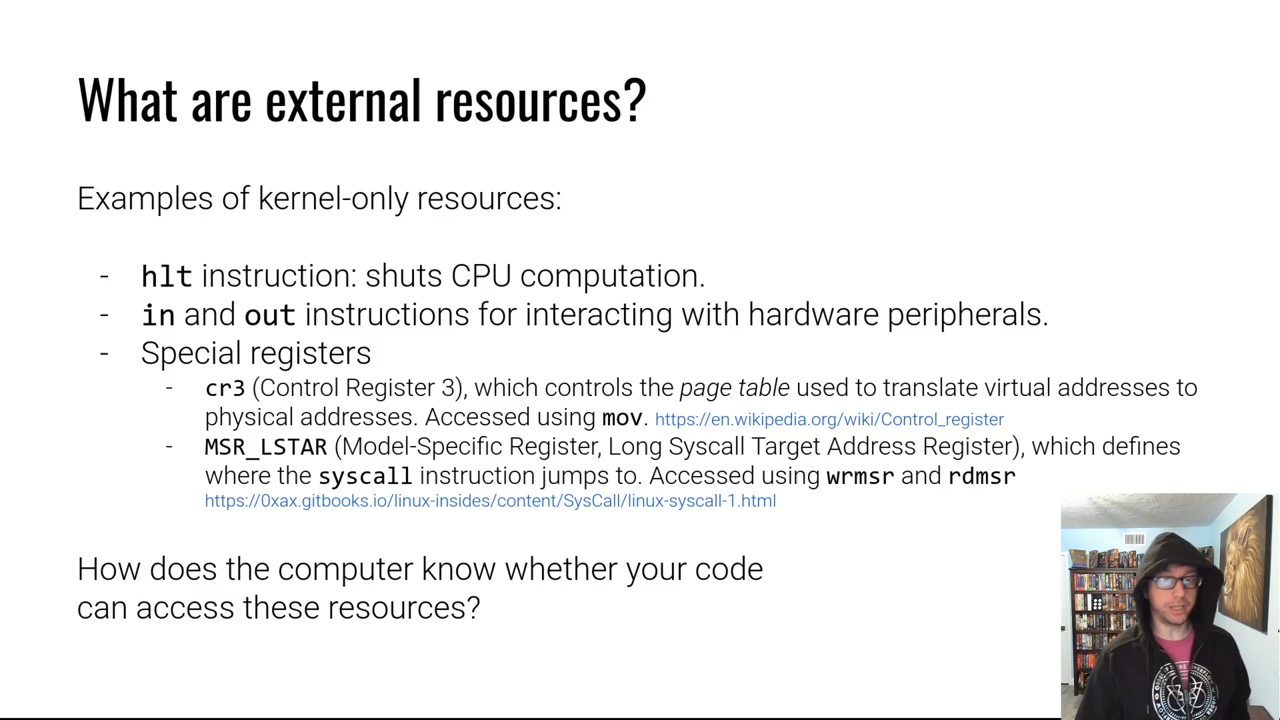 What are external resources?
Examples of kernel-only resources:
- hlt instruction: shuts CPU computation.
- in and out instructions for interacting with hardware peripherals.
- Special registers
- cr3 (Control Register 3), which controls the page table used to translate virtual addresses to
physical addresses. Accessed using mov. https://en.wikipedia.org/wiki/Control_register
- MSR_LSTAR (Model-Specific Register, Long Syscall Target Address Register), which defines
where the syscall instruction jumps to. Accessed using wrmsr and rdmsr
https://0xax.gitbooks.io/linux-insides/content/SysCall/linux-syscall-1.html
How does the computer know whether your code
can access these resources?